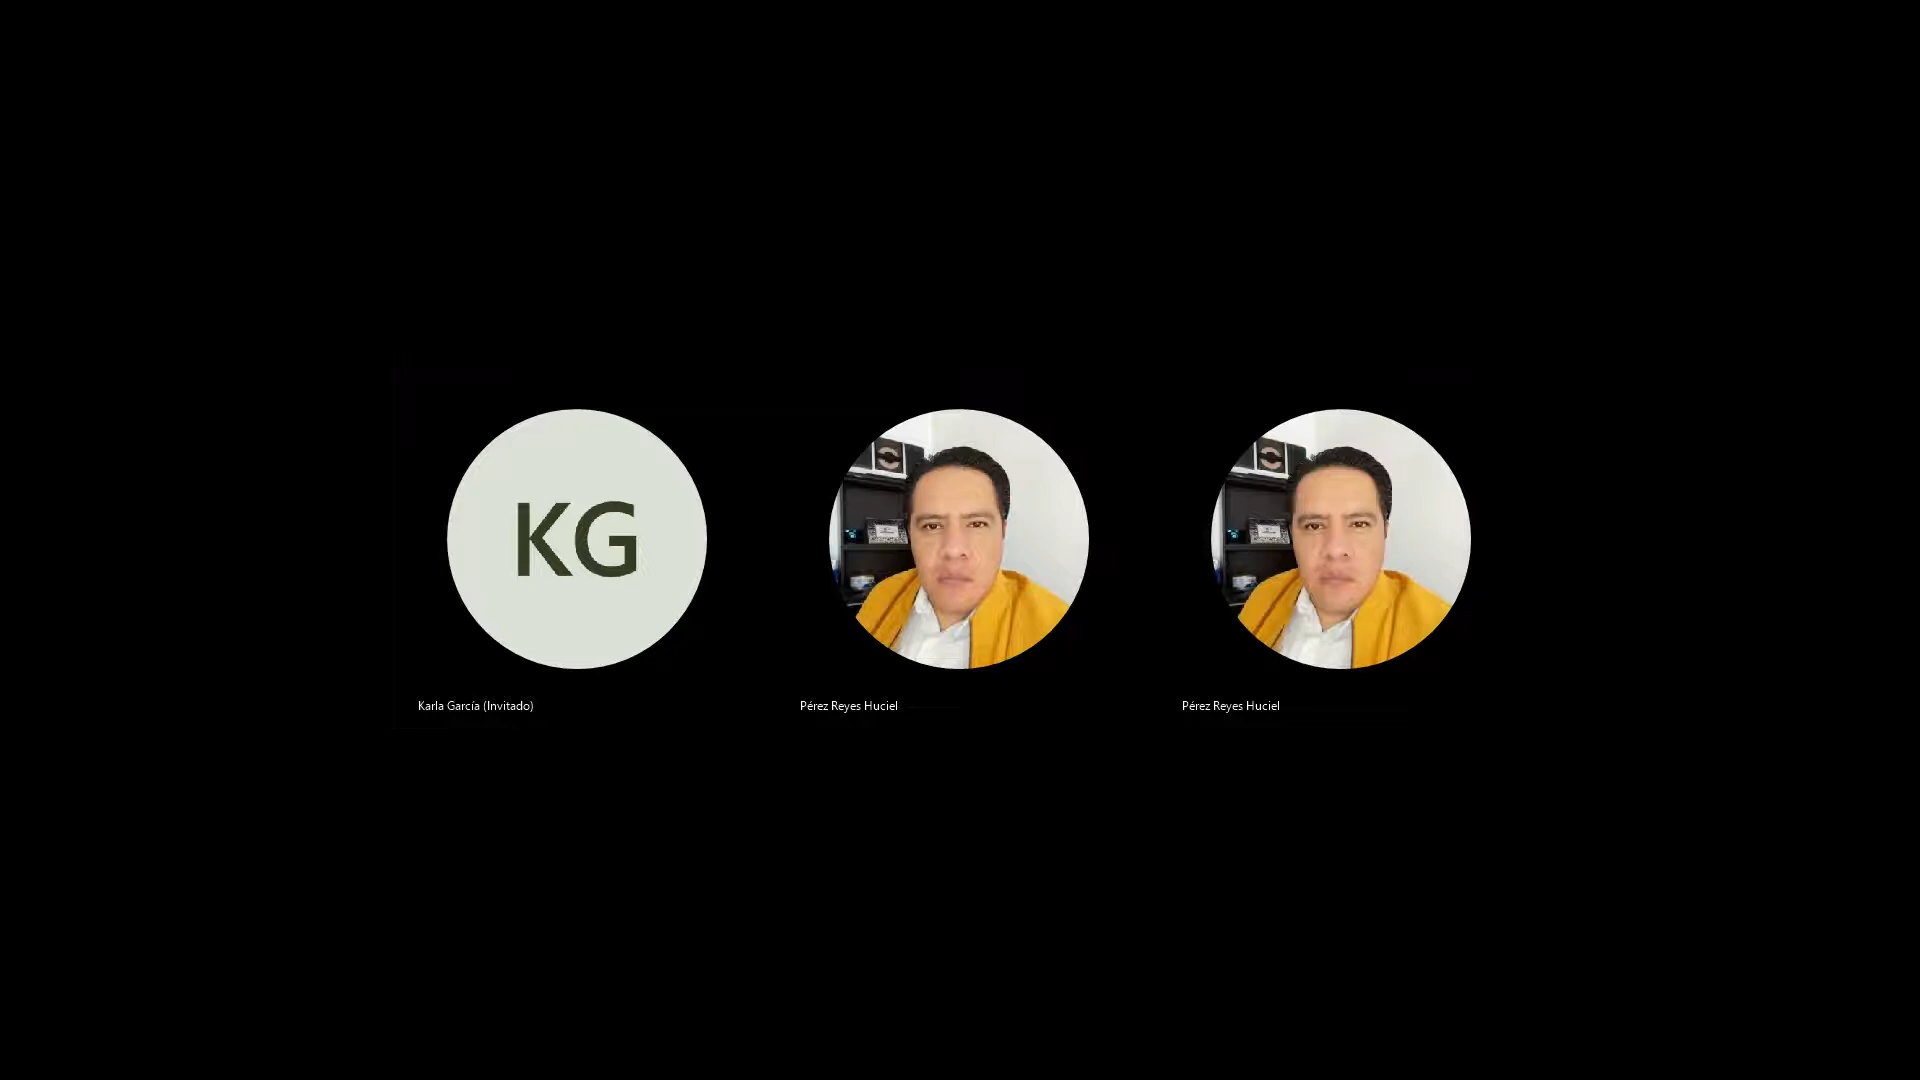 KG
Karla García (Invitado)
Pérez Reyes Huciel
Pérez Reyes Huciel